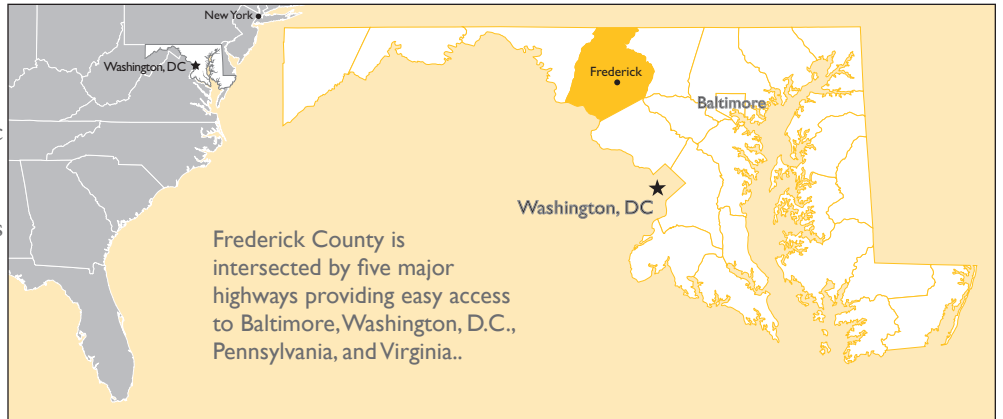 New York
Washington, DC
Frederick
Baltimore
Washington, DC
Frederick County is
intersected by five major
highways providing easy access
to Baltimore, Washington, D.C.,
Pennsylvania, and Virginia..